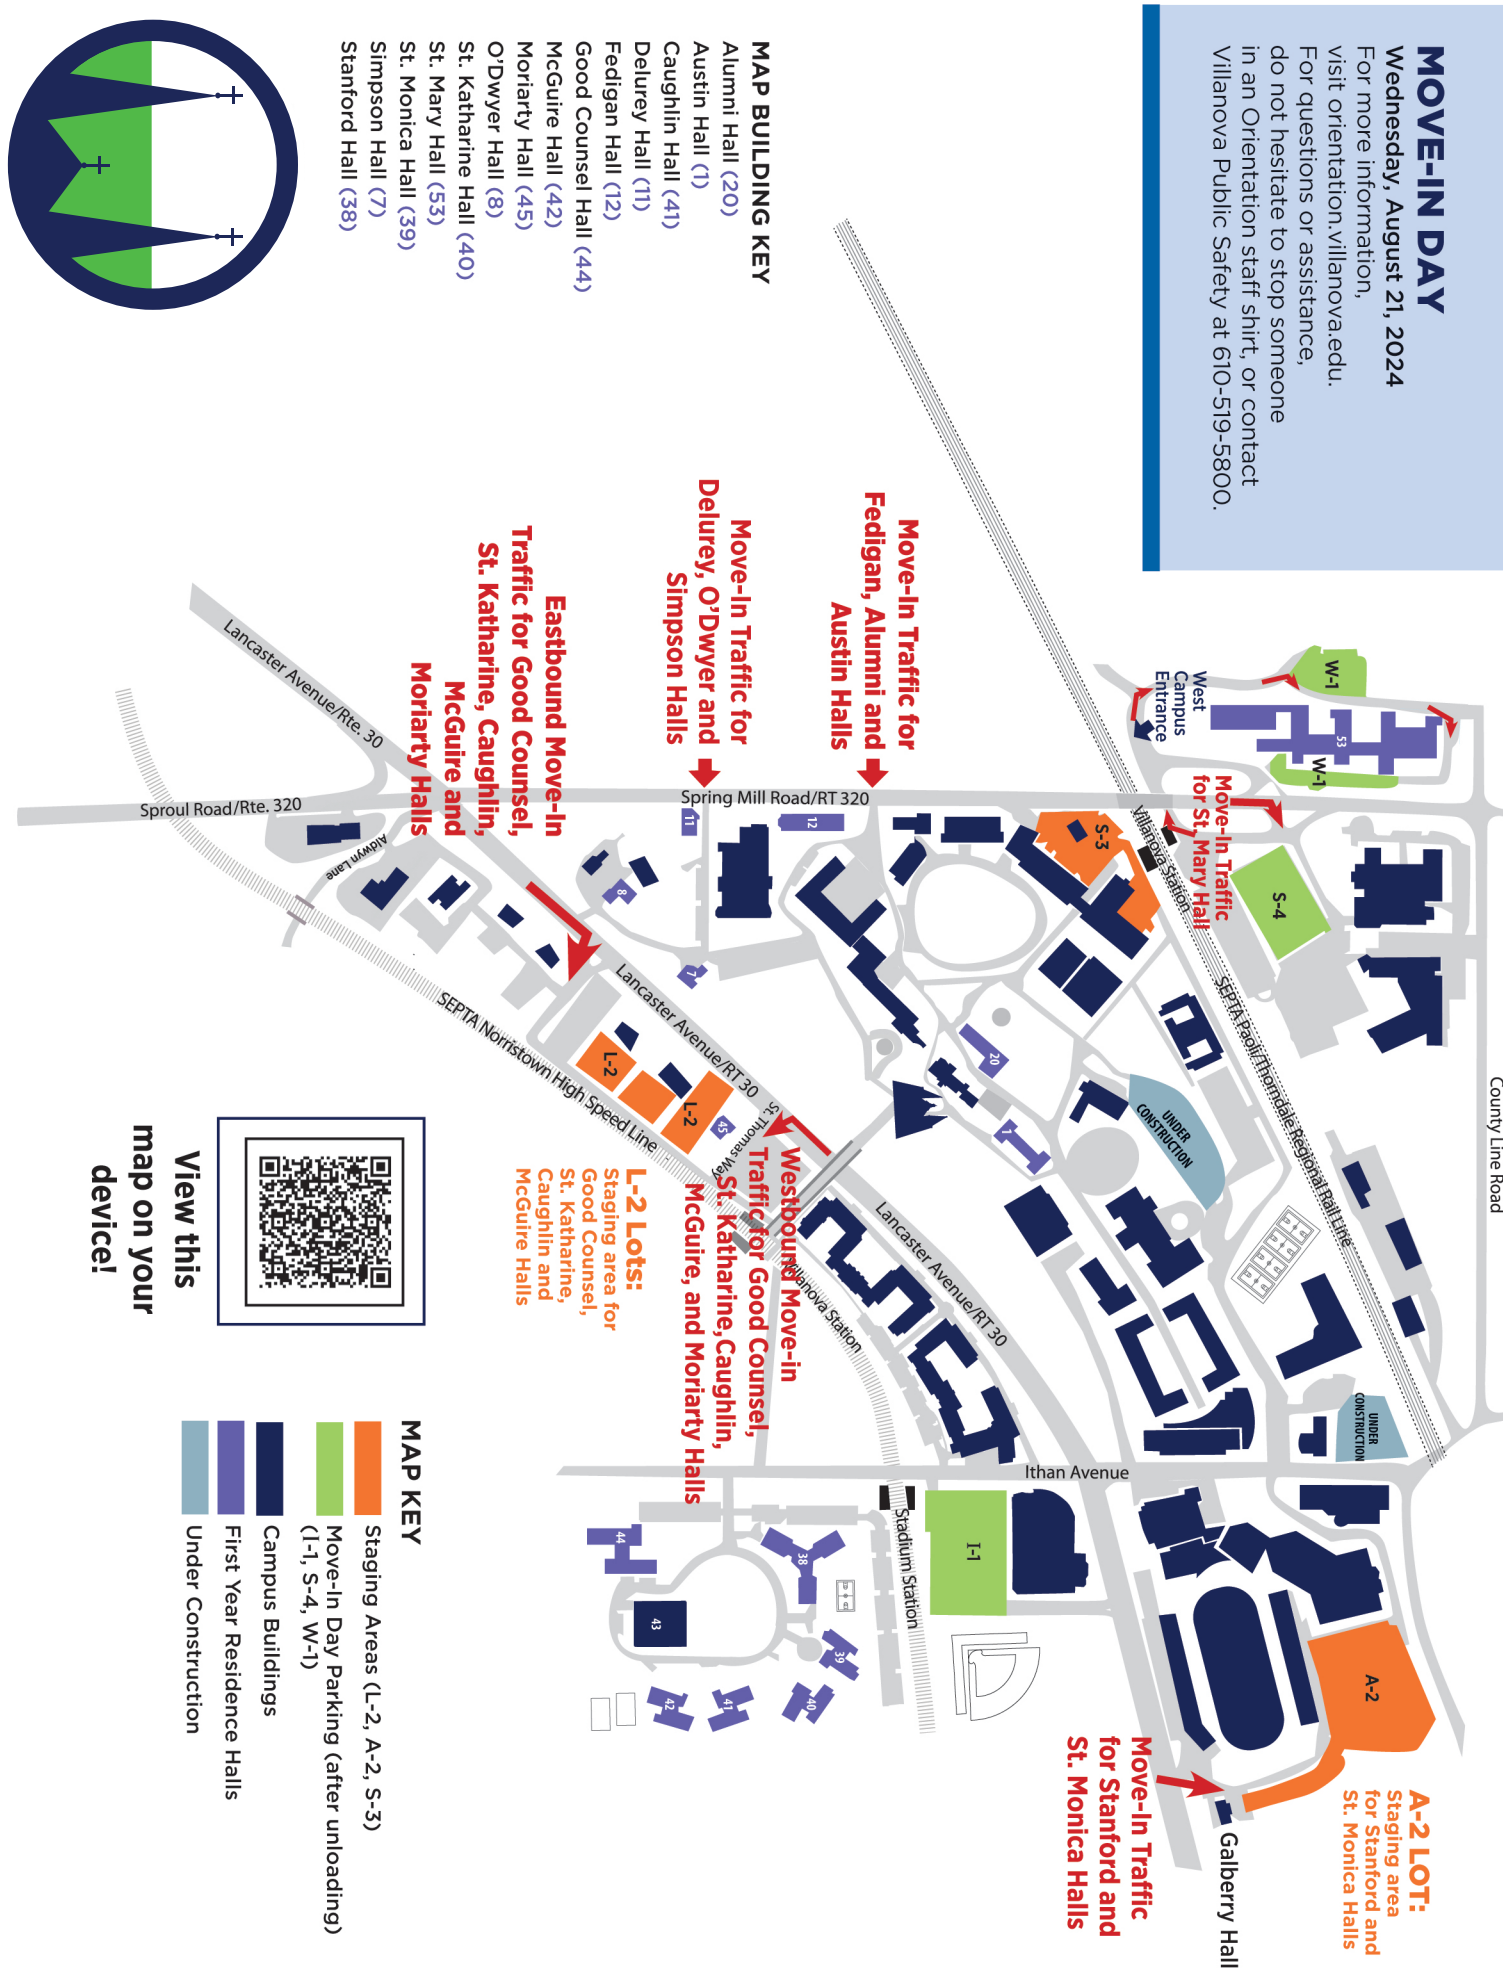 MOVE-IN DAY
Wednesday, August 21, 2024
For more information,
visit orientation.villanova.edu.
For questions or assistance,
do not hesitate to stop someone
in an Orientation staff shirt, or contact
Villanova Public Safety at 610-519-5800.
County Line Road
W-1
53
W-1
West
Campus
Entrance
Move-In Traffic
for St. Mary Hall
S-4
Villanova Station
SEPTA Paoli/Thorndale Regional Rail Line
UNDER
CONSTRUCTION
UNDER
CONSTRUCTION
S-3
A-2
A-2 LOT:
Staging area
for Stanford and
St. Monica Halls
Galberry Hall
Move-In Traffic
for Stanford and
St. Monica Halls
Move-In Traffic for
Fedigan, Alumni and
Austin Halls
Spring Mill Road/RT 320
12
20
1
Ithan Avenue
I-1
Lancaster Avenue/RT 30
Stadium Station
Move-In Traffic for
Delurey, O'Dwyer and
Simpson Halls
11
8
7
Lancaster Avenue/RT 30
St. Thomas Way
Villanova Station
Westbound Move-in
Traffic for Good Counsel,
St. Katharine, Caughlin,
McGuire, and Moriarty Halls
38
39
40
41
42
43
44
45
L-2
L-2
L-2 Lots:
Staging area for
Good Counsel,
St. Katharine,
Caughlin and
McGuire Halls
Eastbound Move-In
Traffic for Good Counsel,
St. Katharine, Caughlin,
McGuire and
Moriarty Halls
Lancaster Avenue/Rte. 30
Sproul Road/Rte. 320
Aldwyn Lane
SEPTA Norristown High Speed Line
MAP BUILDING KEY
Alumni Hall (20)
Austin Hall (1)
Caughlin Hall (41)
Delurey Hall (11)
Fedigan Hall (12)
Good Counsel Hall (44)
McGuire Hall (42)
Moriarty Hall (45)
O'Dwyer Hall (8)
St. Katharine Hall (40)
St. Mary Hall (53)
St. Monica Hall (39)
Simpson Hall (7)
Stanford Hall (38)
View this
map on your
device!
MAP KEY
Staging Areas (L-2, A-2, S-3)
Move-In Day Parking (after unloading)
(I-1, S-4, W-1)
Campus Buildings
First Year Residence Halls
Under Construction